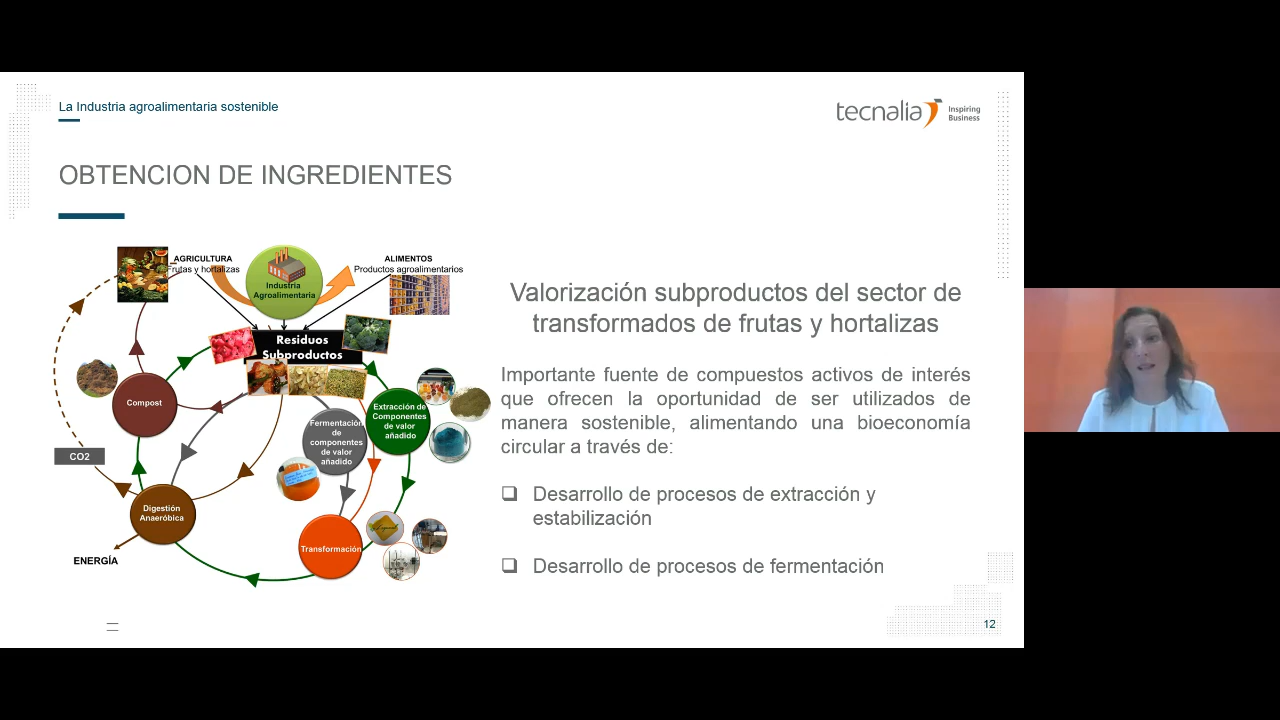 La Industria agroalimentaria sostenible
tecnalia
Inspiring
Business
OBTENCION DE INGREDIENTES
AGRICULTURA
Frutas y hortalizas
Industria
Agroalimentaria
ALIMENTOS
Productos agroalimentarios
Residuos
Subproductos
Compost
Fermentación
de
componentes
de valor
añadido
Extracción de
Componentes
de valor
añadido
CO2
Digestión
Anaeróbica
Transformación
ENERGÍA
Valorización subproductos del sector de
transformados de frutas y hortalizas
Importante fuente de compuestos activos de interés
que ofrecen la oportunidad de ser utilizados de
manera sostenible, alimentando una bioeconomía
circular a través de:
❑ Desarrollo de procesos de extracción y
estabilización
❑ Desarrollo de procesos de fermentación
12